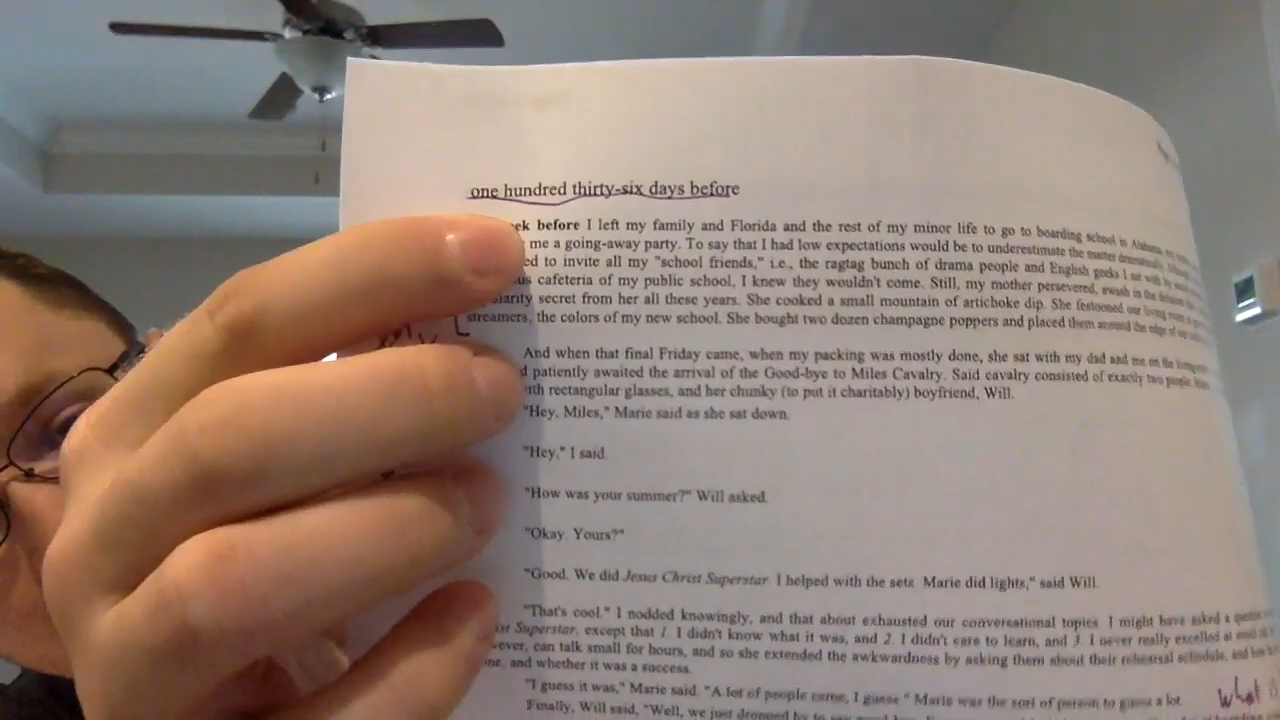 one hundred thirty-six days before
ek before I left my family and Florida and the rest of my minor life to go to boarding school in Alabama, my
me a going-away party. To say that I had low expectations would be to underestimate the matter dramatically.
ed to invite all my "school friends," i.e., the ragtag bunch of drama people and English geeks I sat with by
us cafeteria of my public school, I knew they wouldn't come. Still, my mother persevered, awash in the delusion
ularity secret from her all these years. She cooked a small mountain of artichoke dip. She festooned our living room in
streamers, the colors of my new school. She bought two dozen champagne poppers and placed them around the edge of our
And when that final Friday came, when my packing was mostly done, she sat with my dad and me on the
d patiently awaited the arrival of the Good-bye to Miles Cavalry. Said cavalry consisted of exactly two people:
ith rectangular glasses, and her chunky (to put it charitably) boyfriend, Will.
"Hey, Miles," Marie said as she sat down.
"Hey," I said.
"How was your summer?" Will asked.
"Okay. Yours?"
"Good. We did Jesus Christ Superstar. I helped with the sets. Marie did lights," said Will.
"That's cool." I nodded knowingly, and that about exhausted our conversational topics. I might have asked a question
ist Superstar, except that 1. I didn't know what it was, and 2. I didn't care to learn, and 3. I never really excelled at small
wever, can talk small for hours, and so she extended the awkwardness by asking them about their rehearsal schedule, and how
one, and whether it was a success.
"I guess it was," Marie said. "A lot of people came, I guess." Marie was the sort of person to guess a lot.
What
Finally, Will said, "Well, we just dropped by to say